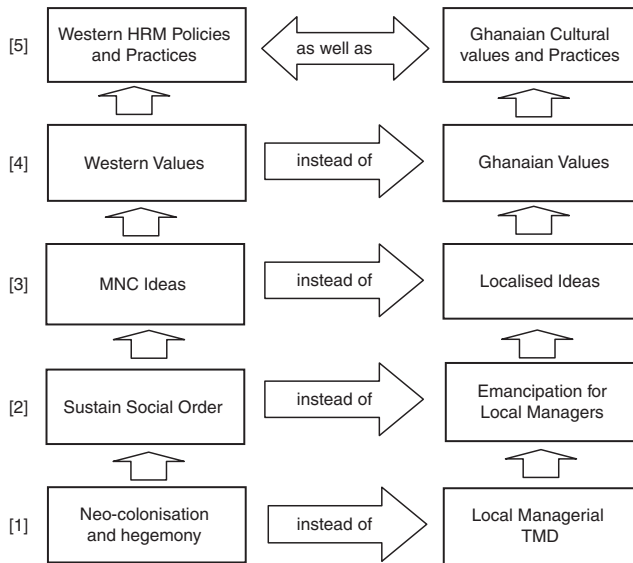 [5]
Western HRM Policies
and Practices
as well as
Ghanaian Cultural
values and Practices
[4]
Western Values
instead of
Ghanaian Values
[3]
MNC Ideas
instead of
Localised Ideas
[2]
Sustain Social Order
instead of
Emancipation for
Local Managers
[1]
Neo-colonisation
and hegemony
instead of
Local Managerial
TMD